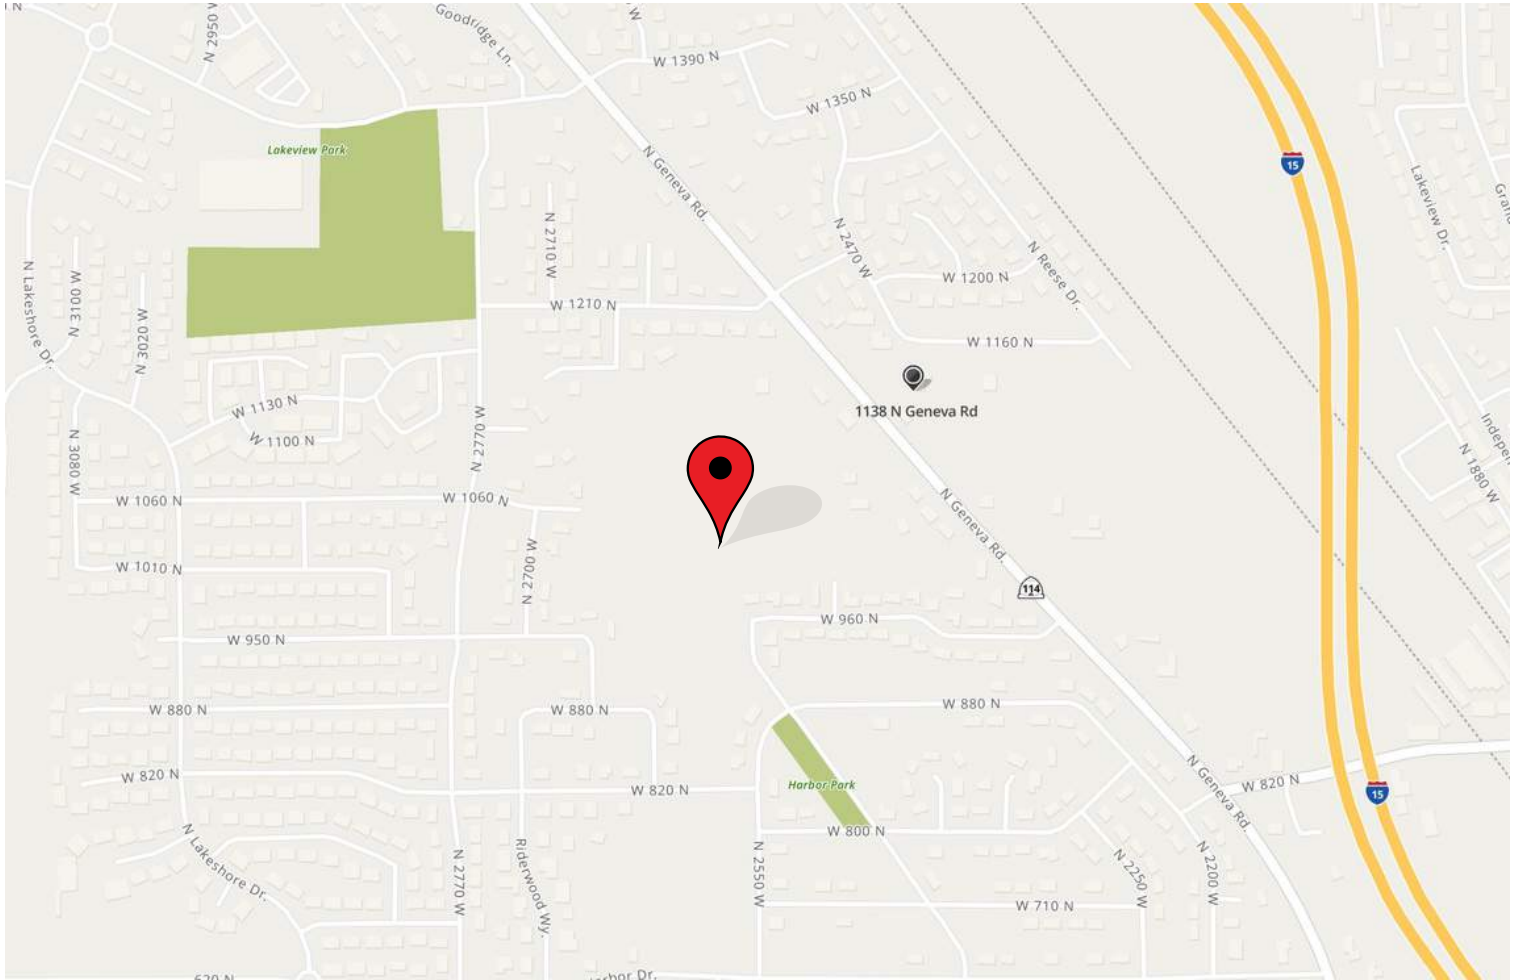 N
N 2950 W
Goodridge Ln.
W
W 1390 N
W 1350 N
Lakeview Park
N Geneva Rd.
15
Lakeview Dr.
N 2710 W
N 2470 W
N Reese Dr.
W 1200 N
N Lakeshore Dr.
N 3100 W
N 3020 W
W 1210 N
W 1160 N
1138 N Geneva Rd
W 1130 N
W 1100 N
N 2770 W
N 3080 W
N 1880 W
W 1060 N
W 1060 N
N Geneva Rd.
W 1010 N
N 2700 W
114
W 960 N
W 950 N
W 880 N
W 880 N
W 880 N
W 820 N
W 820 N
Harbor Park
N Geneva Rd.
W 820 N
15
W 800 N
N Lakeshore Dr.
N 2770 W
Riderwood Wy.
N 2550 W
N 2250 W
N 2200 W
W 710 N